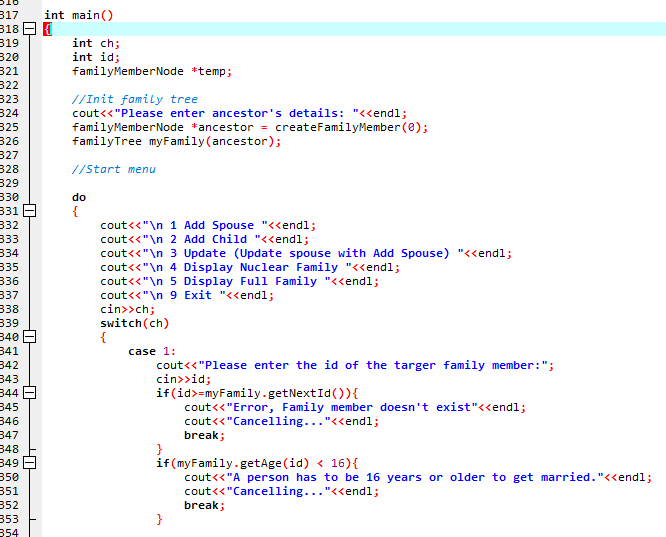 316
317 int main()
318 {
319 int ch;
320 int id;
321 familyMemberNode *temp;
322
323 //Init family tree
324 cout<<"Please enter ancestor's details: "<<endl;
325 familyMemberNode *ancestor = createFamilyMember(0);
326 familyTree myFamily(ancestor);
327
328 //Start menu
329
330 do
331 {
332 cout<<"\n 1 Add Spouse "<<endl;
333 cout<<"\n 2 Add Child "<<endl;
334 cout<<"\n 3 Update (Update spouse with Add Spouse) "<<endl;
335 cout<<"\n 4 Display Nuclear Family "<<endl;
336 cout<<"\n 5 Display Full Family "<<endl;
337 cout<<"\n 9 Exit "<<endl;
338 cin>>ch;
339 switch(ch)
340 {
341 case 1:
342 cout<<"Please enter the id of the targer family member:";
343 cin>>id;
344 if(id>=myFamily.getNextId()){
345 cout<<"Error, Family member doesn't exist"<<endl;
346 cout<<"Cancelling..."<<endl;
347 break;
348 }
349 if(myFamily.getAge(id) < 16){
350 cout<<"A person has to be 16 years or older to get married."<<endl;
351 cout<<"Cancelling..."<<endl;
352 break;
353 }
354